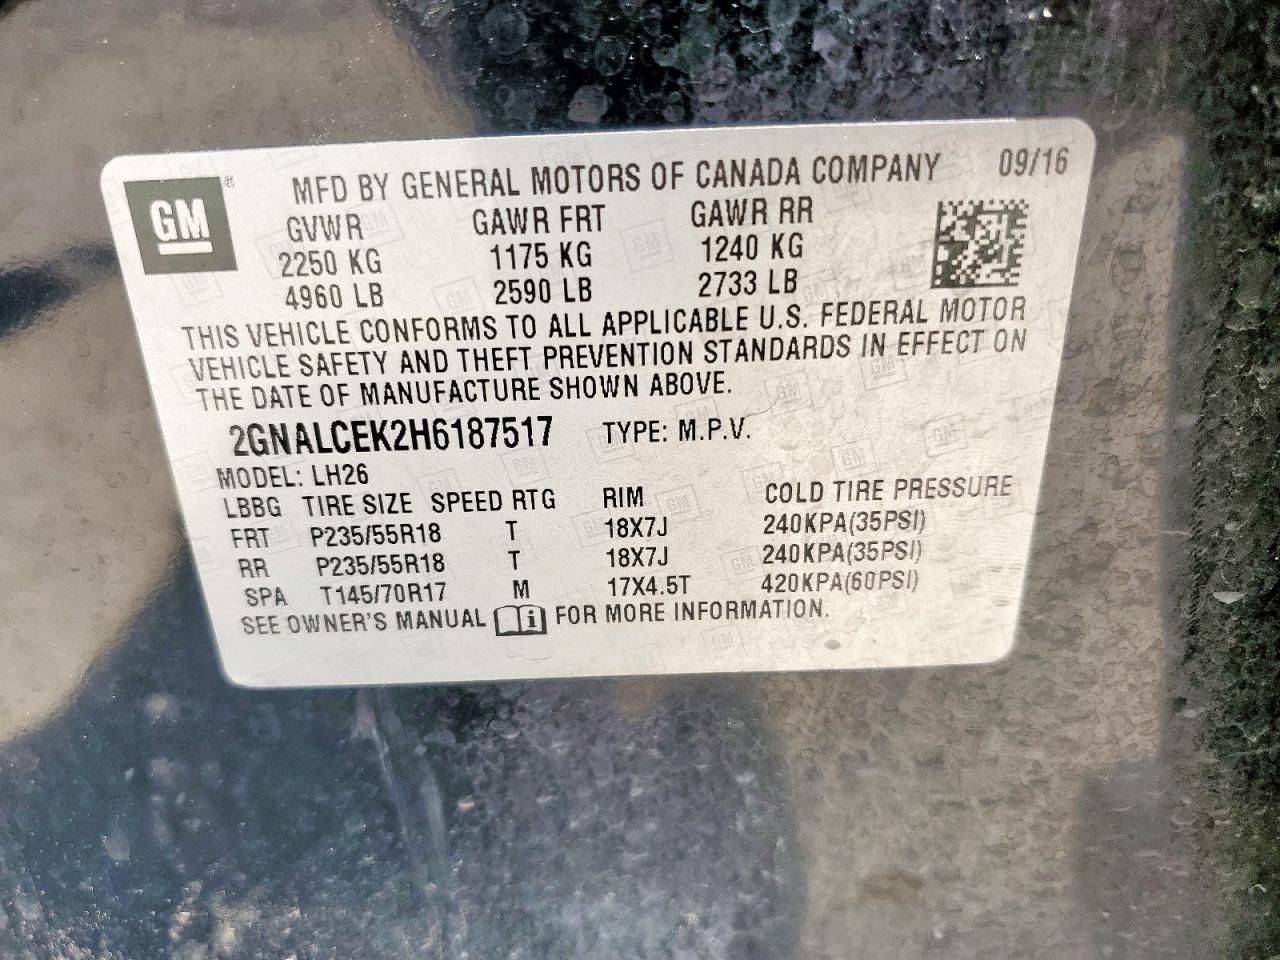 GM ® MFD BY GENERAL MOTORS OF CANADA COMPANY 09/16
GVWR GAWR FRT GAWR RR
2250 KG 1175 KG 1240 KG
4960 LB 2590 LB 2733 LB
THIS VEHICLE CONFORMS TO ALL APPLICABLE U.S. FEDERAL MOTOR
VEHICLE SAFETY AND THEFT PREVENTION STANDARDS IN EFFECT ON
THE DATE OF MANUFACTURE SHOWN ABOVE.
2GNALCEK2H6187517 TYPE: M.P.V.
MODEL: LH26
LBBG TIRE SIZE SPEED RTG RIM COLD TIRE PRESSURE
FRT P235/55R18 T 18X7J 240KPA(35PSI)
RR P235/55R18 T 18X7J 240KPA(35PSI)
SPA T145/70R17 M 17X4.5T 420KPA(60PSI)
SEE OWNER'S MANUAL i FOR MORE INFORMATION.